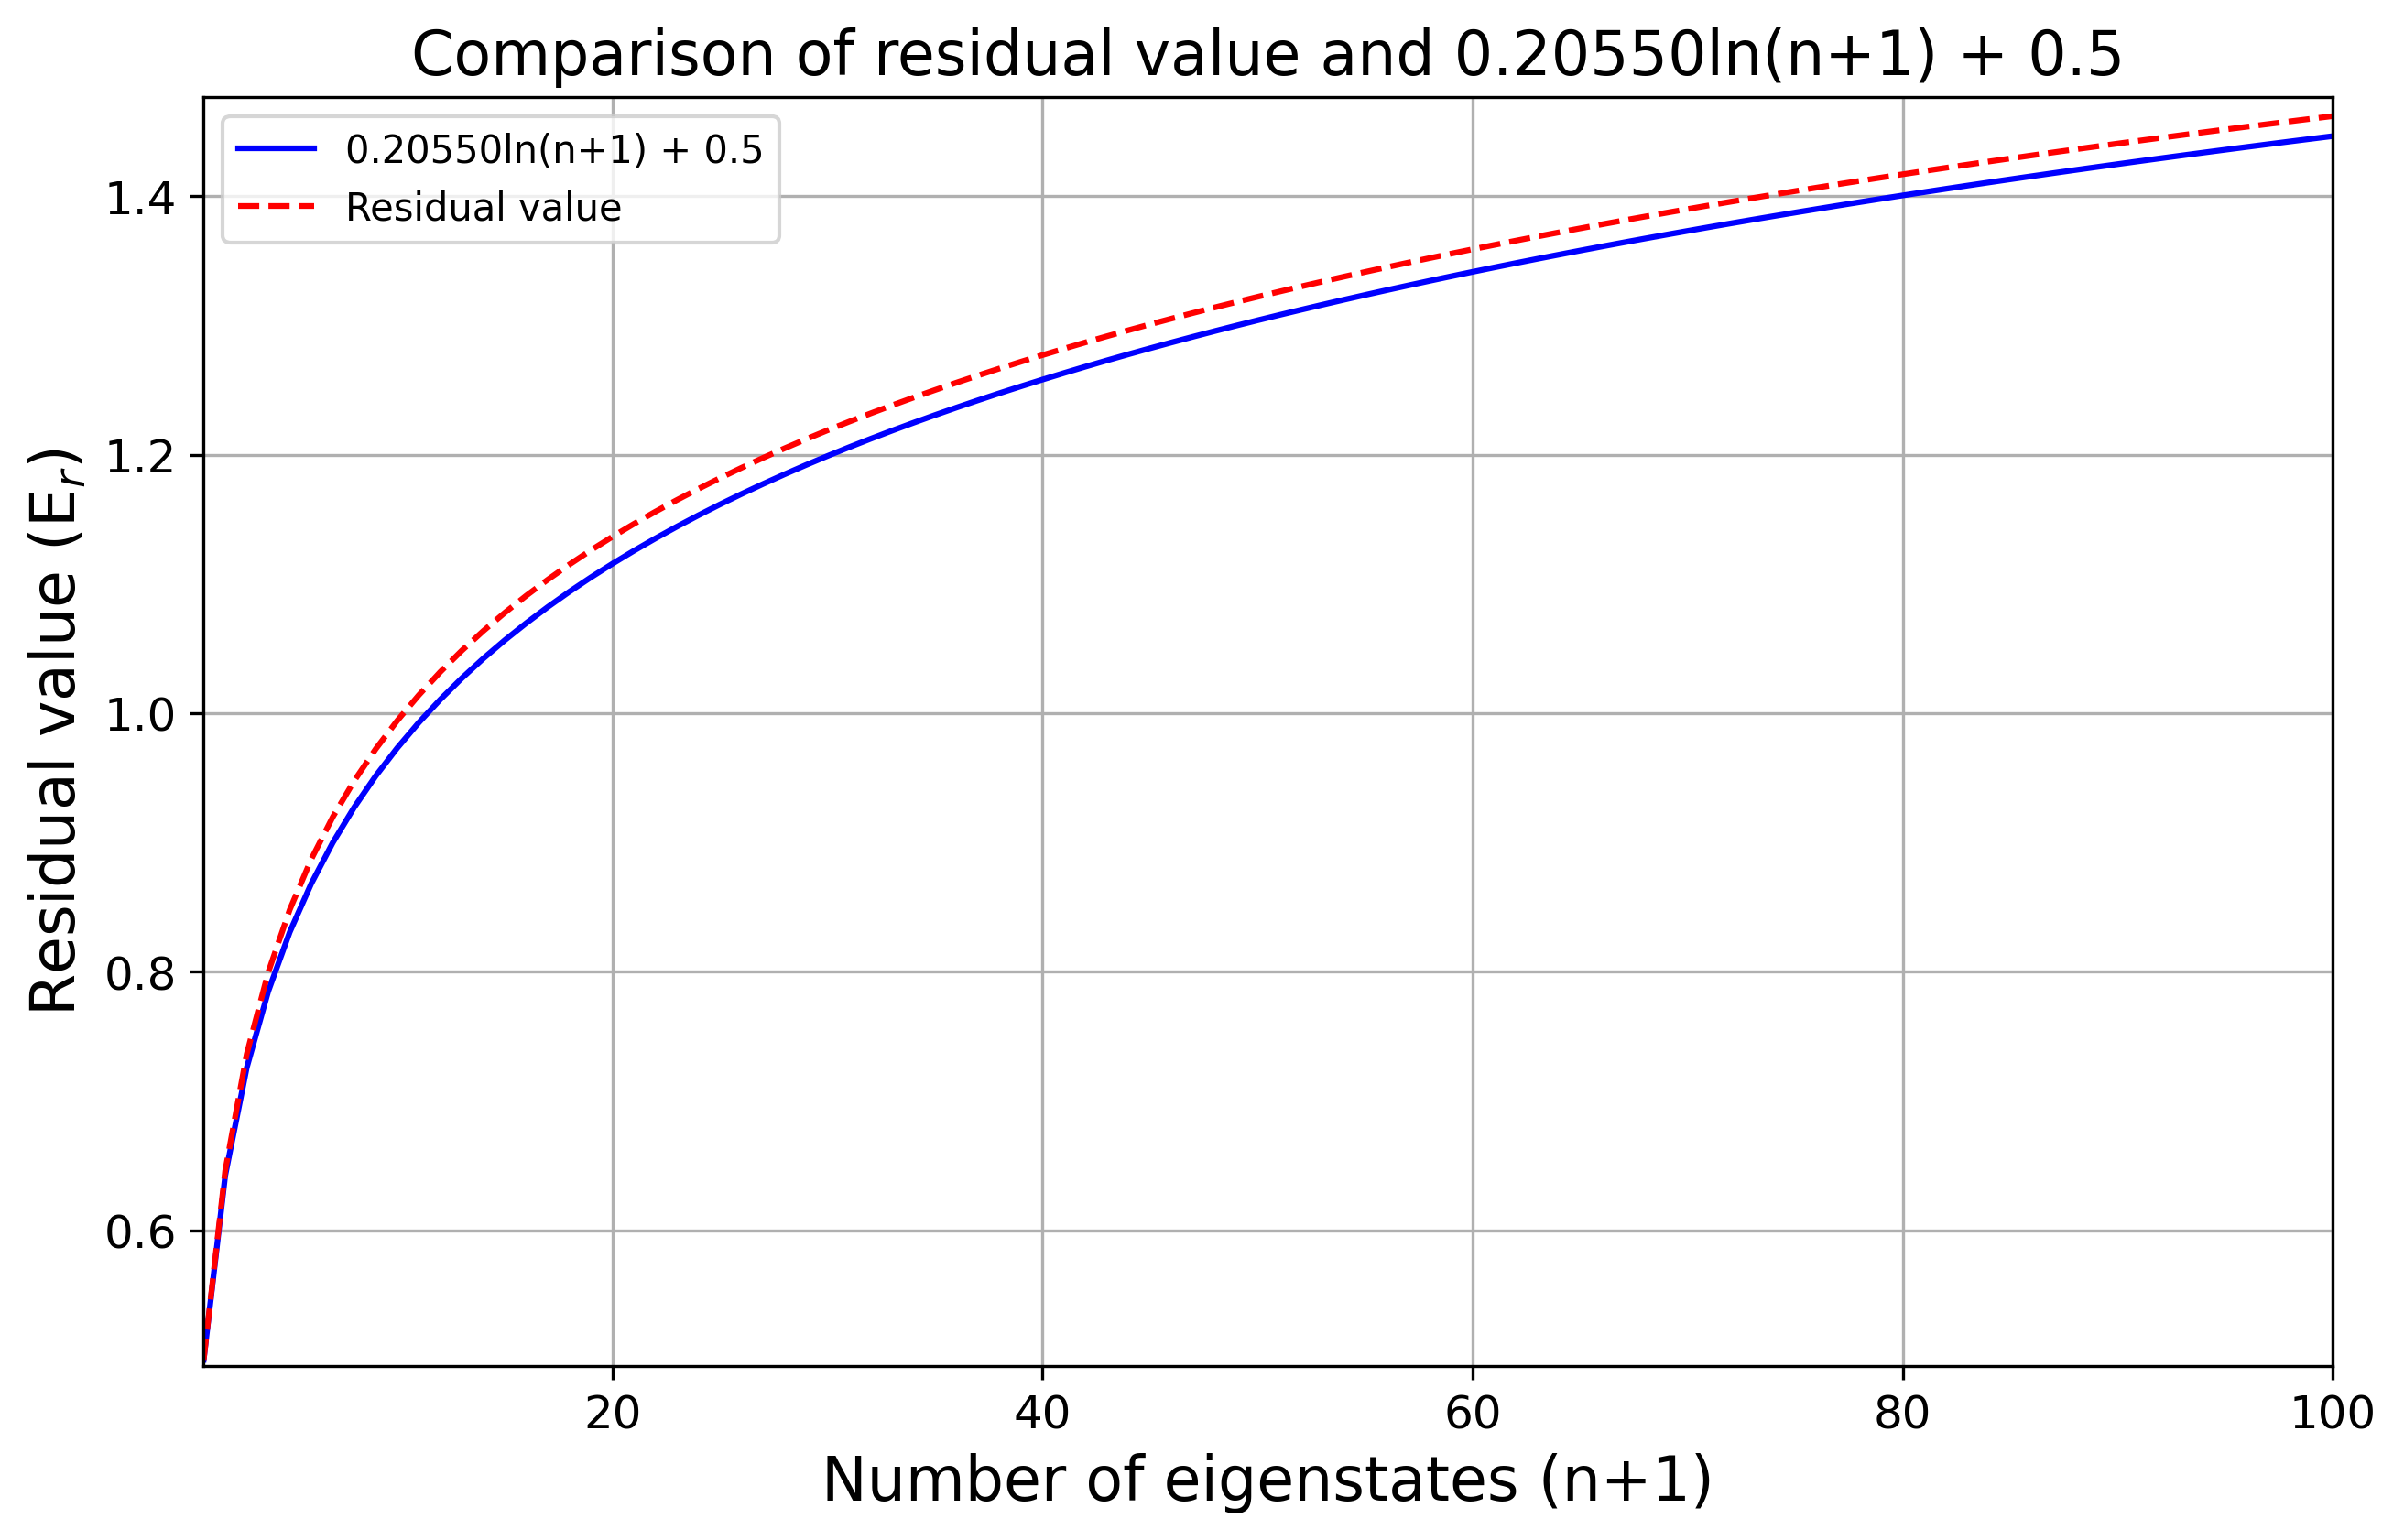 Comparison of residual value and 0.20550ln(n+1) + 0.5
0.20550ln(n+1) + 0.5
Residual value
Residual value (E_r)
1.4
1.2
1.0
0.8
0.6
20 40 60 80 100
Number of eigenstates (n+1)